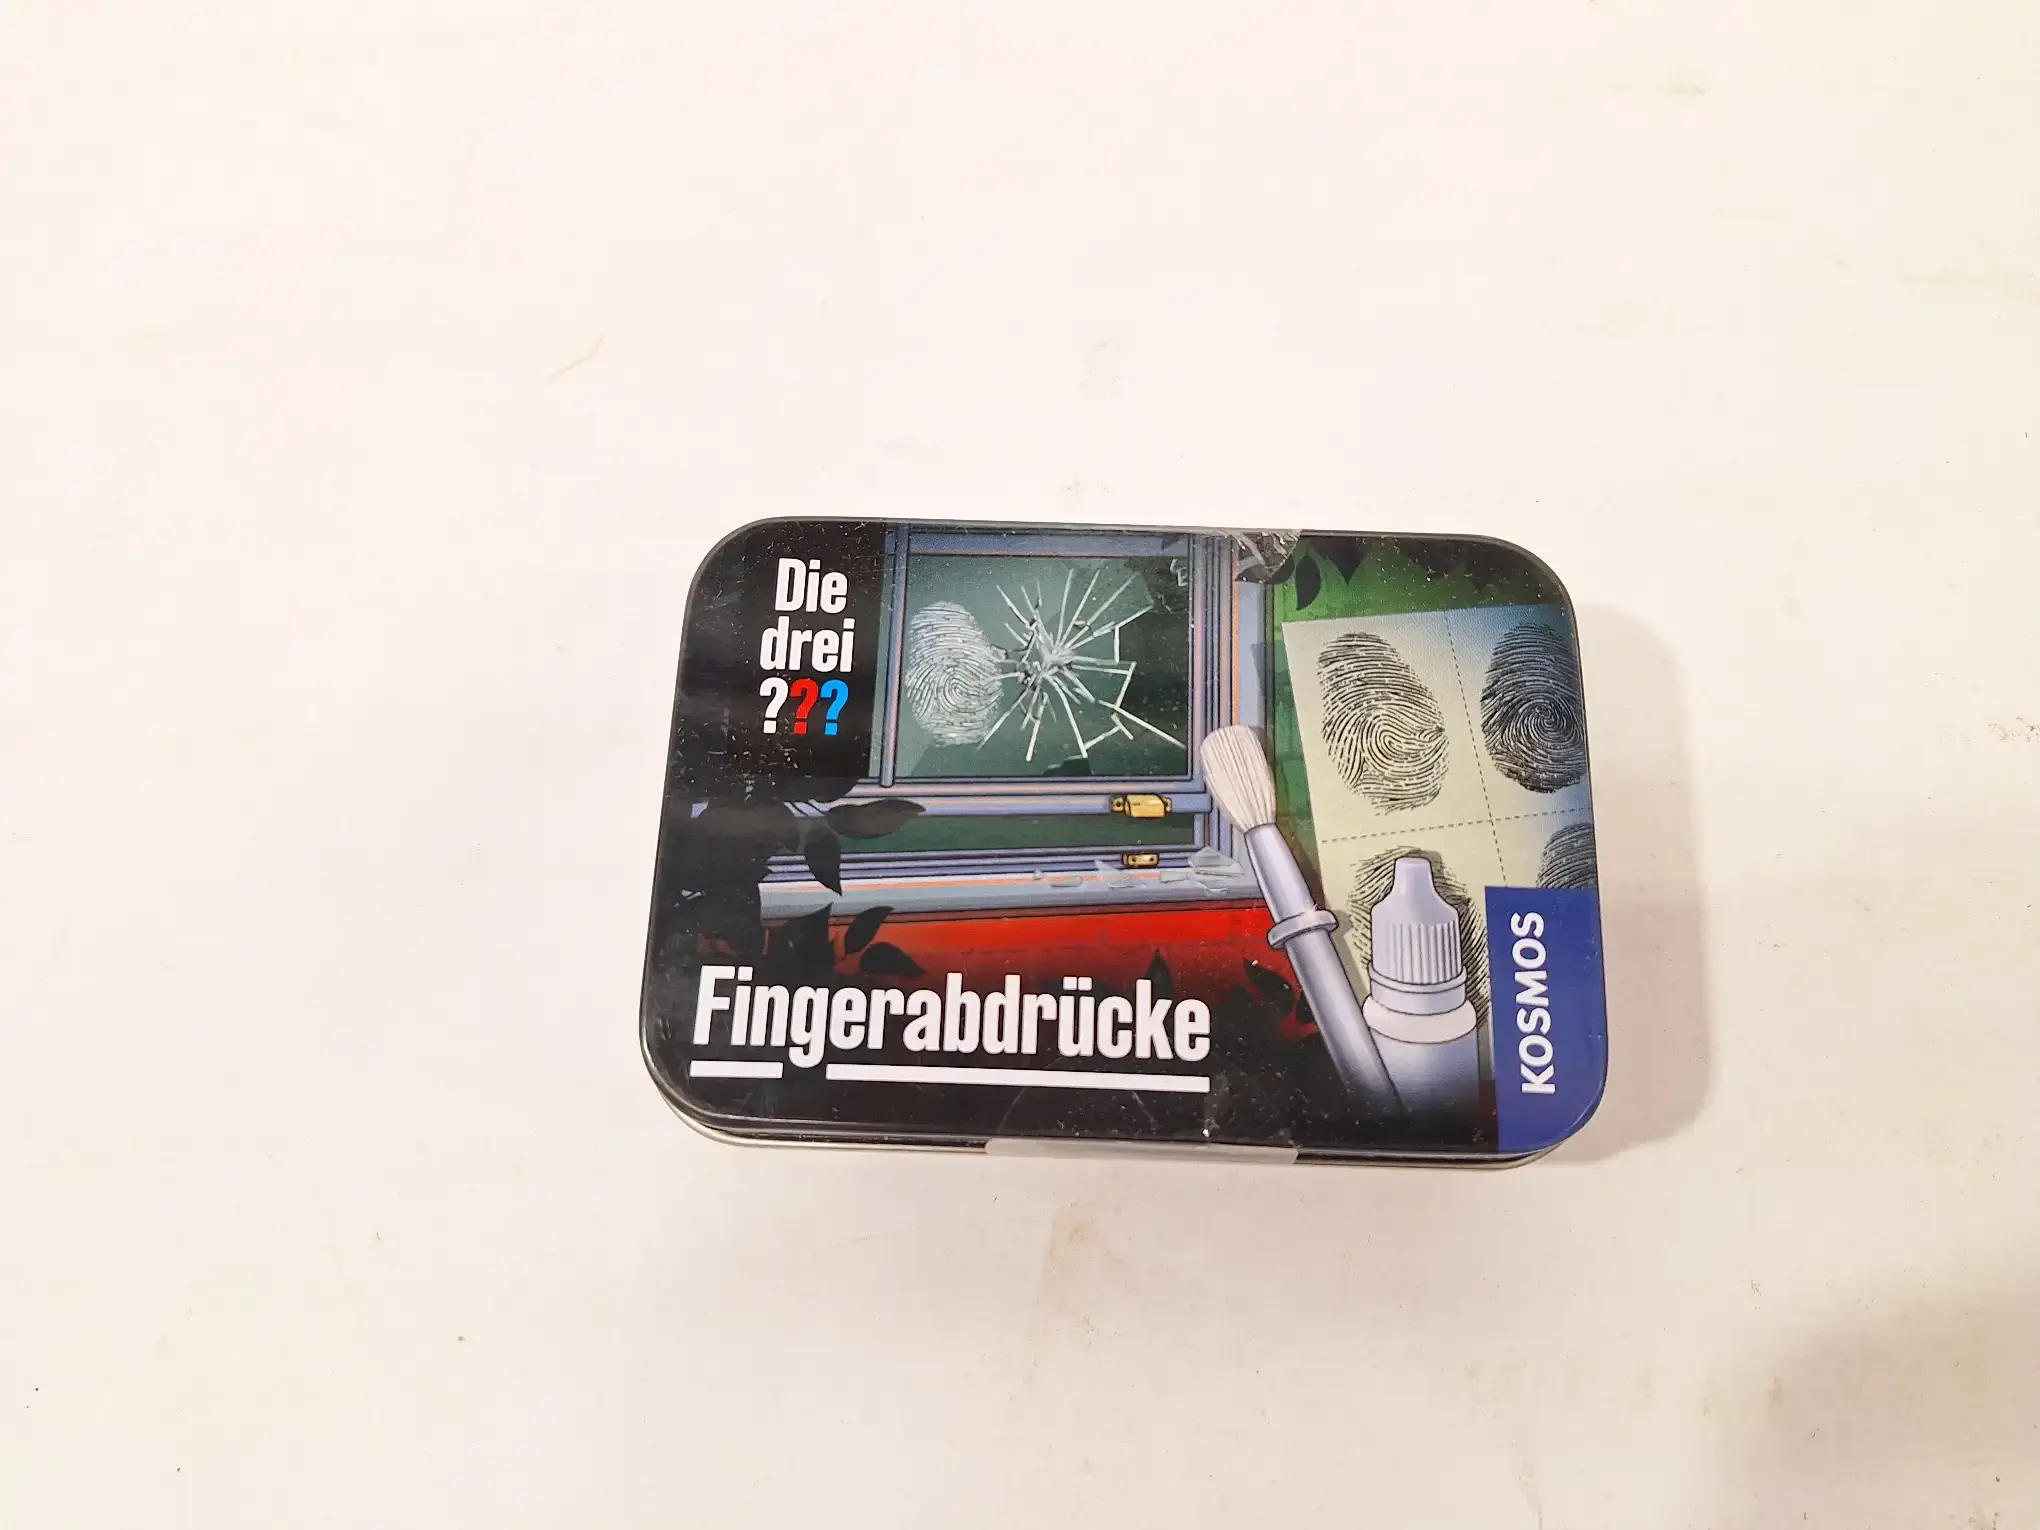 Die
drei
???
Fingerabdrücke
KOSMOS